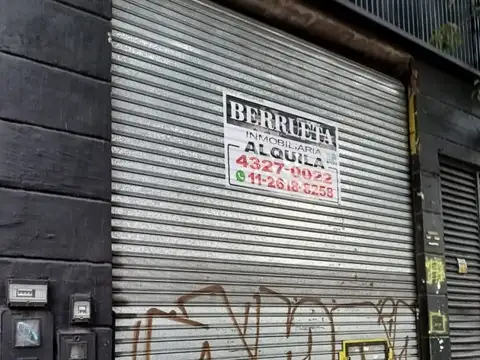 BERRUETA
INMOBILIARIA
ALQUILA
4327-0022
11-2618-8258